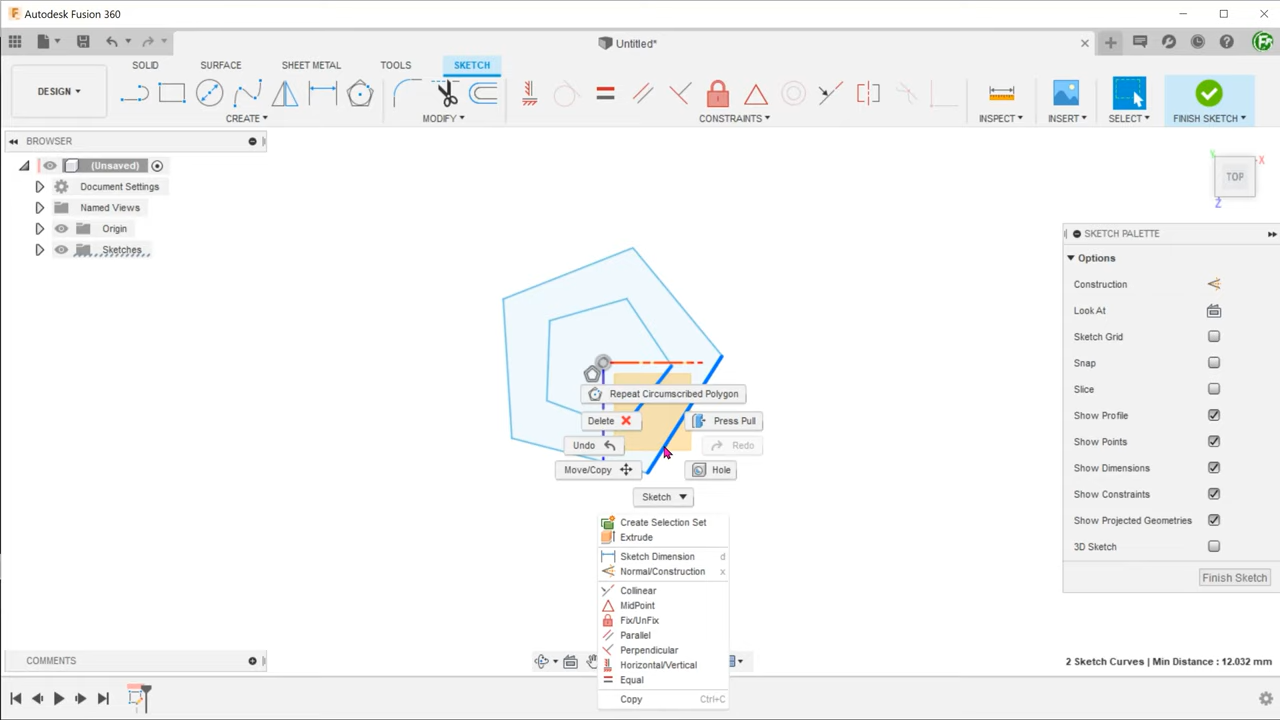 Autodesk Fusion 360
Untitled*
SOLID SURFACE SHEET METAL TOOLS SKETCH
DESIGN
CREATE MODIFY CONSTRAINTS INSPECT INSERT SELECT FINISH SKETCH
BROWSER
(Unsaved)
Document Settings
Named Views
Origin
Sketches
TOP
X
Y
Z
SKETCH PALETTE
Options
Construction
Look At
Sketch Grid
Snap
Slice
Show Profile
Show Points
Show Dimensions
Show Constraints
Show Projected Geometries
3D Sketch
Finish Sketch
Repeat Circumscribed Polygon
Delete Press Pull
Undo Redo
Move/Copy Hole
Sketch
Create Selection Set
Extrude
Sketch Dimension d
Normal/Construction x
Collinear
MidPoint
Fix/UnFix
Parallel
Perpendicular
Horizontal/Vertical
Equal
Copy Ctrl+C
COMMENTS
2 Sketch Curves | Min Distance : 12.032 mm